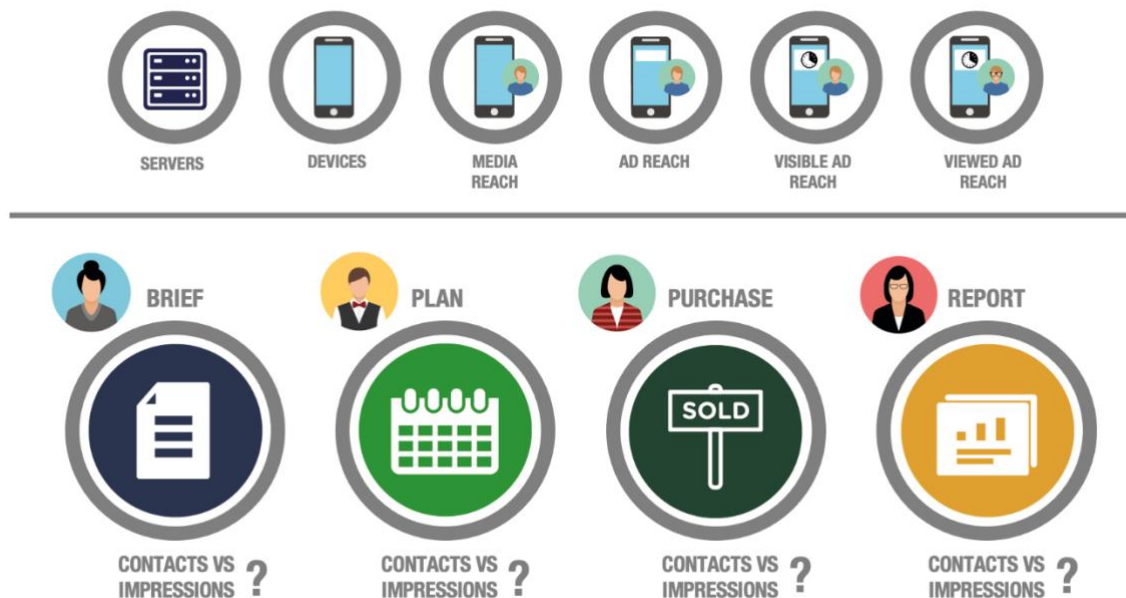 SERVERS
DEVICES
MEDIA
REACH
AD REACH
VISIBLE AD
REACH
VIEWED AD
REACH
BRIEF
PLAN
PURCHASE
REPORT
SOLD
CONTACTS VS
IMPRESSIONS ?
CONTACTS VS
IMPRESSIONS ?
CONTACTS VS
IMPRESSIONS ?
CONTACTS VS
IMPRESSIONS ?